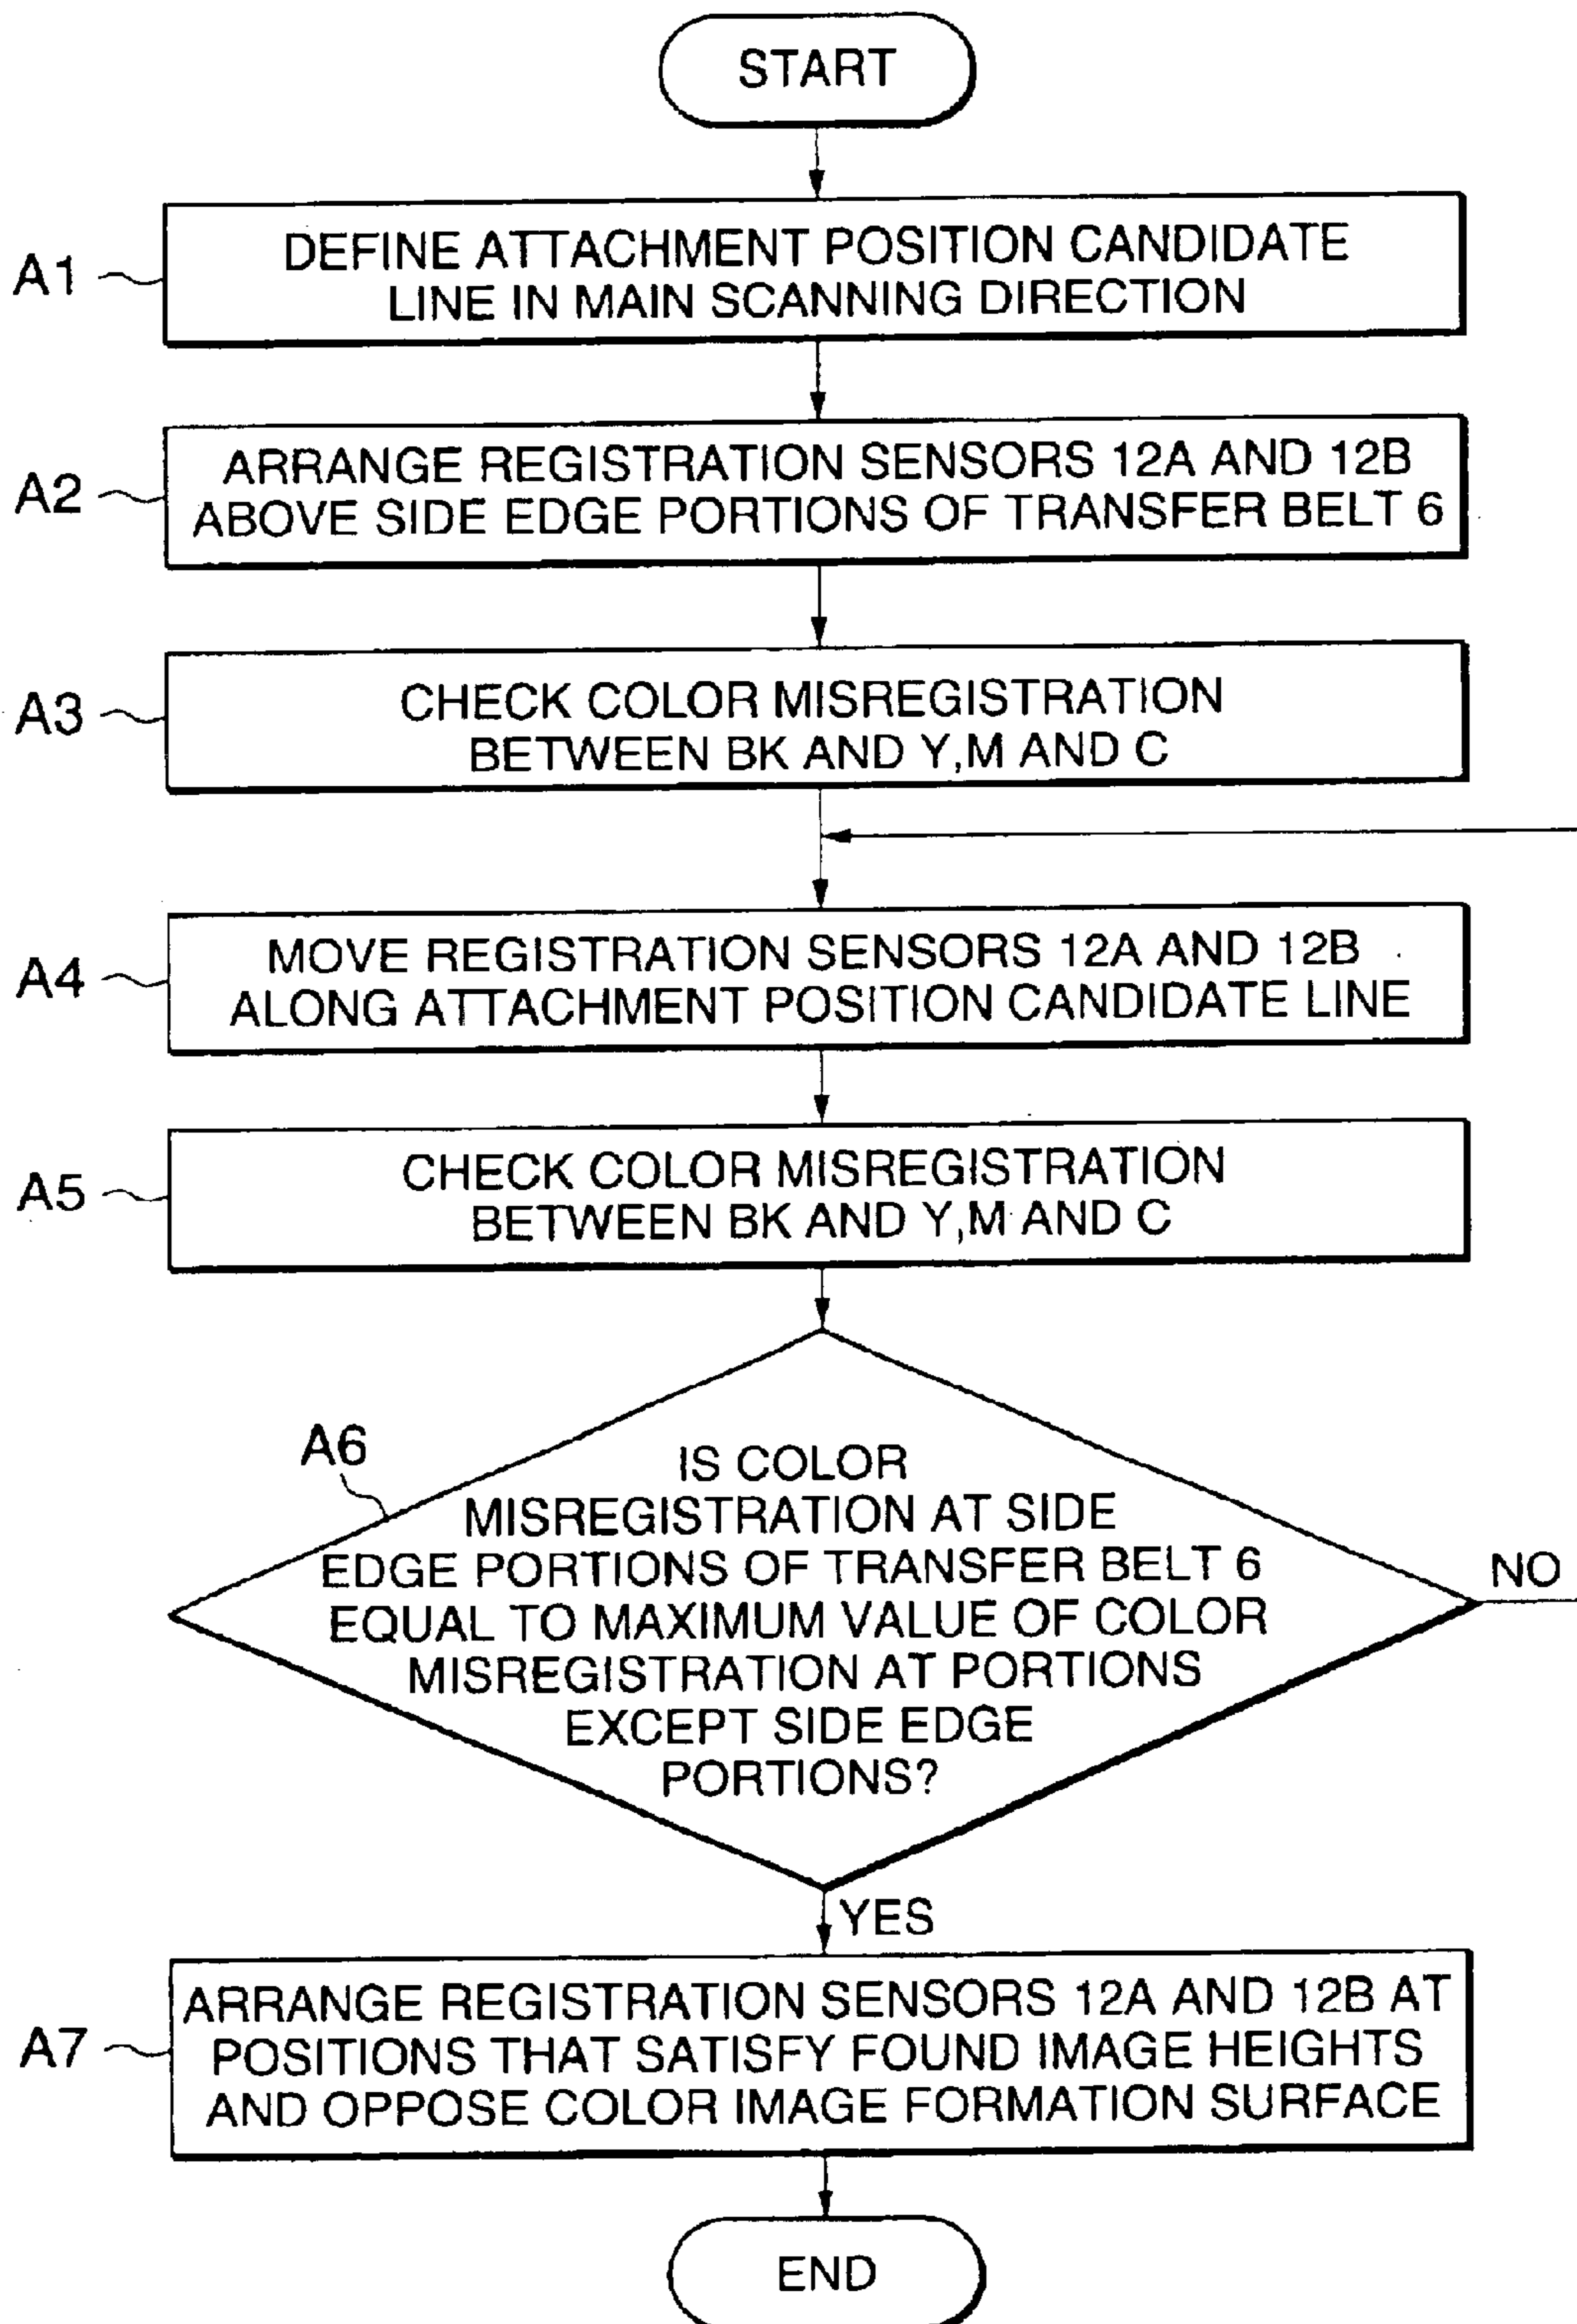 START
A1
DEFINE ATTACHMENT POSITION CANDIDATE
LINE IN MAIN SCANNING DIRECTION
A2
ARRANGE REGISTRATION SENSORS 12A AND 12B
ABOVE SIDE EDGE PORTIONS OF TRANSFER BELT 6
A3
CHECK COLOR MISREGISTRATION
BETWEEN BK AND Y,M AND C
A4
MOVE REGISTRATION SENSORS 12A AND 12B
ALONG ATTACHMENT POSITION CANDIDATE LINE
A5
CHECK COLOR MISREGISTRATION
BETWEEN BK AND Y,M AND C
A6
IS COLOR
MISREGISTRATION AT SIDE
EDGE PORTIONS OF TRANSFER BELT 6
EQUAL TO MAXIMUM VALUE OF COLOR
MISREGISTRATION AT PORTIONS
EXCEPT SIDE EDGE
PORTIONS?
NO
YES
A7
ARRANGE REGISTRATION SENSORS 12A AND 12B AT
POSITIONS THAT SATISFY FOUND IMAGE HEIGHTS
AND OPPOSE COLOR IMAGE FORMATION SURFACE
END